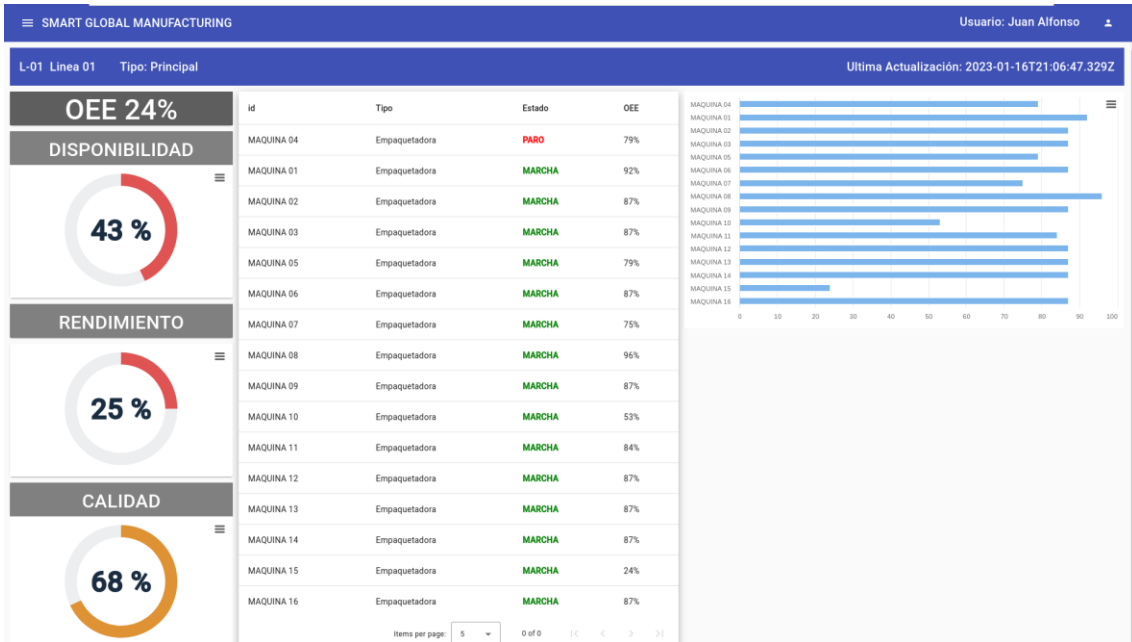 SMART GLOBAL MANUFACTURING
Usuario: Juan Alfonso
L-01 Linea 01 Tipo: Principal
Ultima Actualización: 2023-01-16T21:06:47.329Z
OEE 24%
DISPONIBILIDAD
43 %
RENDIMIENTO
25 %
CALIDAD
68 %
id Tipo Estado OEE
MAQUINA 04 Empaquetadora PARO 79%
MAQUINA 01 Empaquetadora MARCHA 92%
MAQUINA 02 Empaquetadora MARCHA 87%
MAQUINA 03 Empaquetadora MARCHA 87%
MAQUINA 05 Empaquetadora MARCHA 79%
MAQUINA 06 Empaquetadora MARCHA 87%
MAQUINA 07 Empaquetadora MARCHA 75%
MAQUINA 08 Empaquetadora MARCHA 96%
MAQUINA 09 Empaquetadora MARCHA 87%
MAQUINA 10 Empaquetadora MARCHA 53%
MAQUINA 11 Empaquetadora MARCHA 84%
MAQUINA 12 Empaquetadora MARCHA 87%
MAQUINA 13 Empaquetadora MARCHA 87%
MAQUINA 14 Empaquetadora MARCHA 87%
MAQUINA 15 Empaquetadora MARCHA 24%
MAQUINA 16 Empaquetadora MARCHA 87%
Items per page: 5 0 of 0
MAQUINA 04
MAQUINA 01
MAQUINA 02
MAQUINA 03
MAQUINA 05
MAQUINA 06
MAQUINA 07
MAQUINA 08
MAQUINA 09
MAQUINA 10
MAQUINA 11
MAQUINA 12
MAQUINA 13
MAQUINA 14
MAQUINA 15
MAQUINA 16
0 10 20 30 40 50 60 70 80 90 100